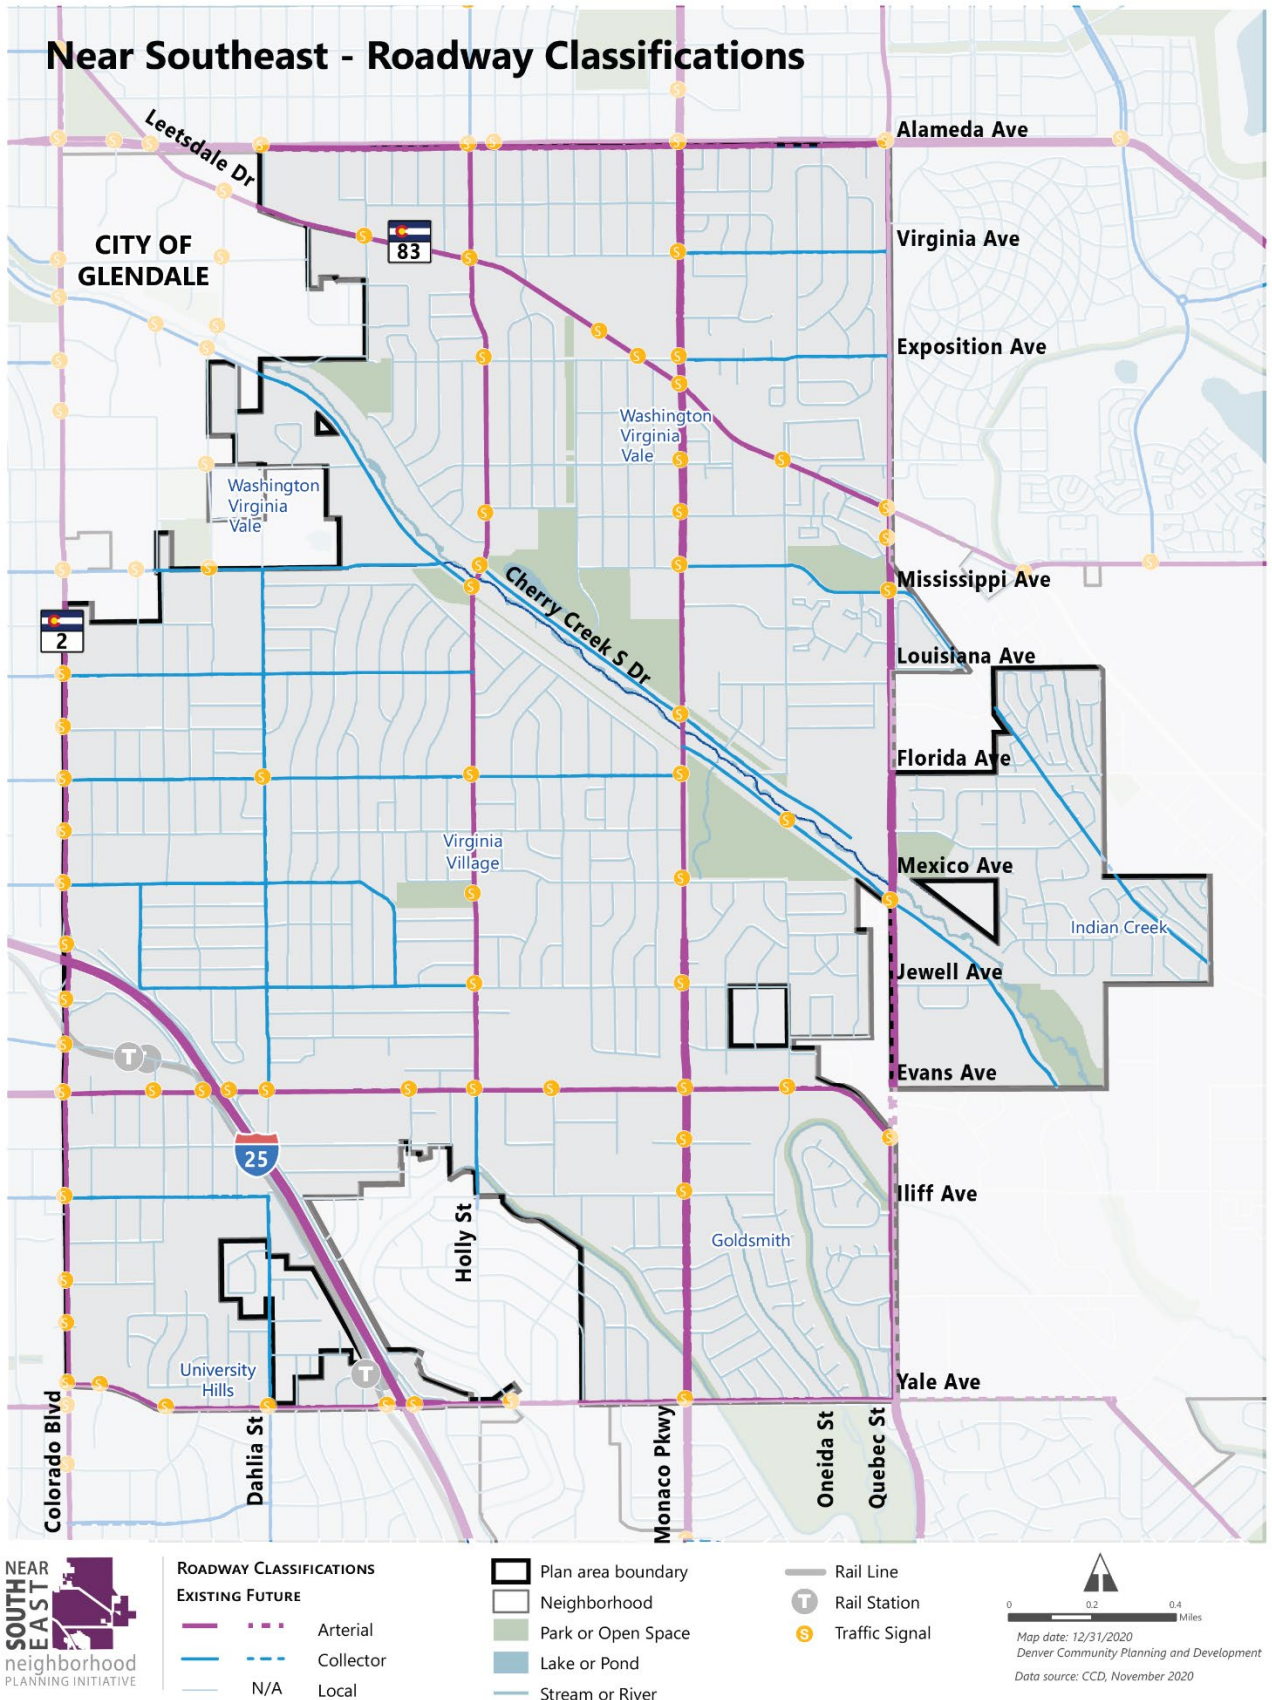 Near Southeast - Roadway Classifications
Alameda Ave
Leetsdale Dr
CITY OF
GLENDALE
83
Virginia Ave
Exposition Ave
Washington
Virginia
Vale
Washington
Virginia
Vale
Mississippi Ave
Cherry Creek S Dr
2
Louisiana Ave
Florida Ave
Virginia
Village
Mexico Ave
Indian Creek
Jewell Ave
T
Evans Ave
25
Iliff Ave
Holly St
Goldsmith
University
Hills
T
Yale Ave
Colorado Blvd
Dahlia St
Monaco Pkwy
Oneida St
Quebec St
NEAR
SOUTH
EAST
neighborhood
PLANNING INITIATIVE
ROADWAY CLASSIFICATIONS
EXISTING FUTURE
Arterial
Collector
N/A Local
Plan area boundary
Neighborhood
Park or Open Space
Lake or Pond
Stream or River
Rail Line
T Rail Station
S Traffic Signal
0 0.2 0.4
Miles
Map date: 12/31/2020
Denver Community Planning and Development
Data source: CCD, November 2020